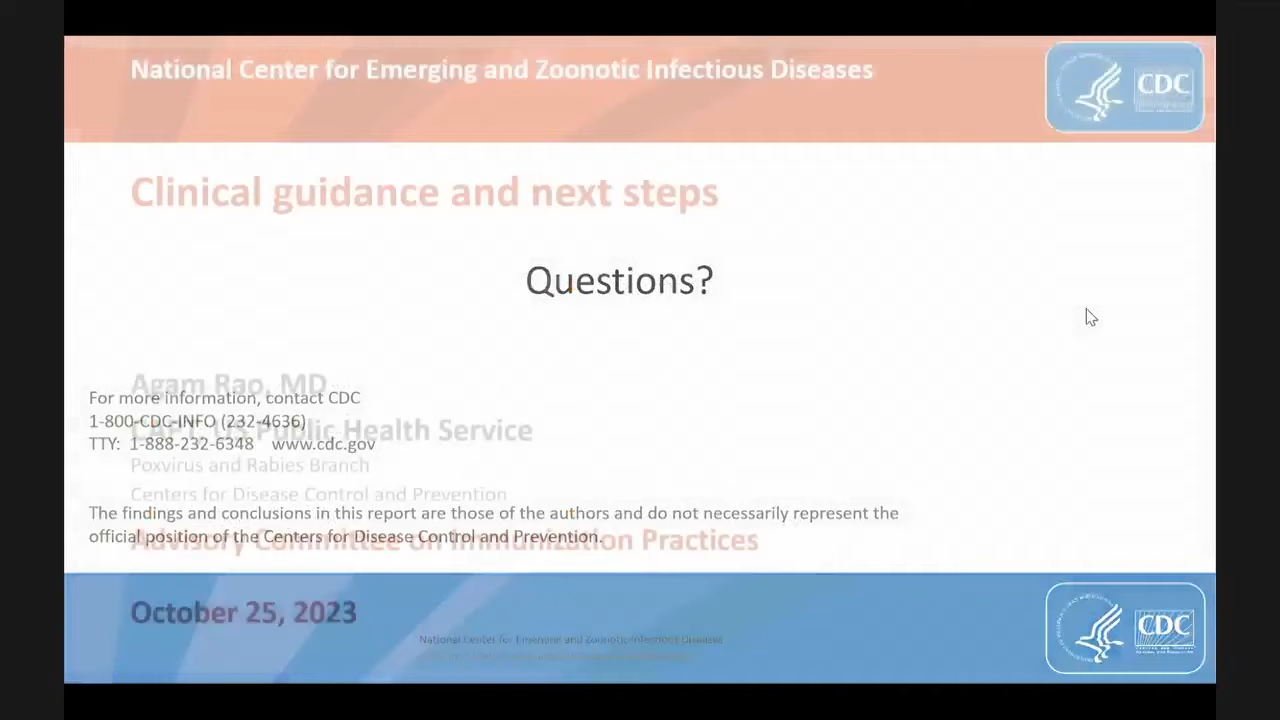 National Center for Emerging and Zoonotic Infectious Diseases
CDC
Clinical guidance and next steps
Questions?
Agam Rao, MD
For more information, contact CDC
1-800-CDC-INFO (232-4636)
CAPT, US Public Health Service
TTY: 1-888-232-6348 www.cdc.gov
Poxvirus and Rabies Branch
Centers for Disease Control and Prevention
The findings and conclusions in this report are those of the authors and do not necessarily represent the
official position of the Centers for Disease Control and Prevention.
Advisory Committee on Immunization Practices
October 25, 2023
National Center for Emerging and Zoonotic Infectious Diseases
CDC